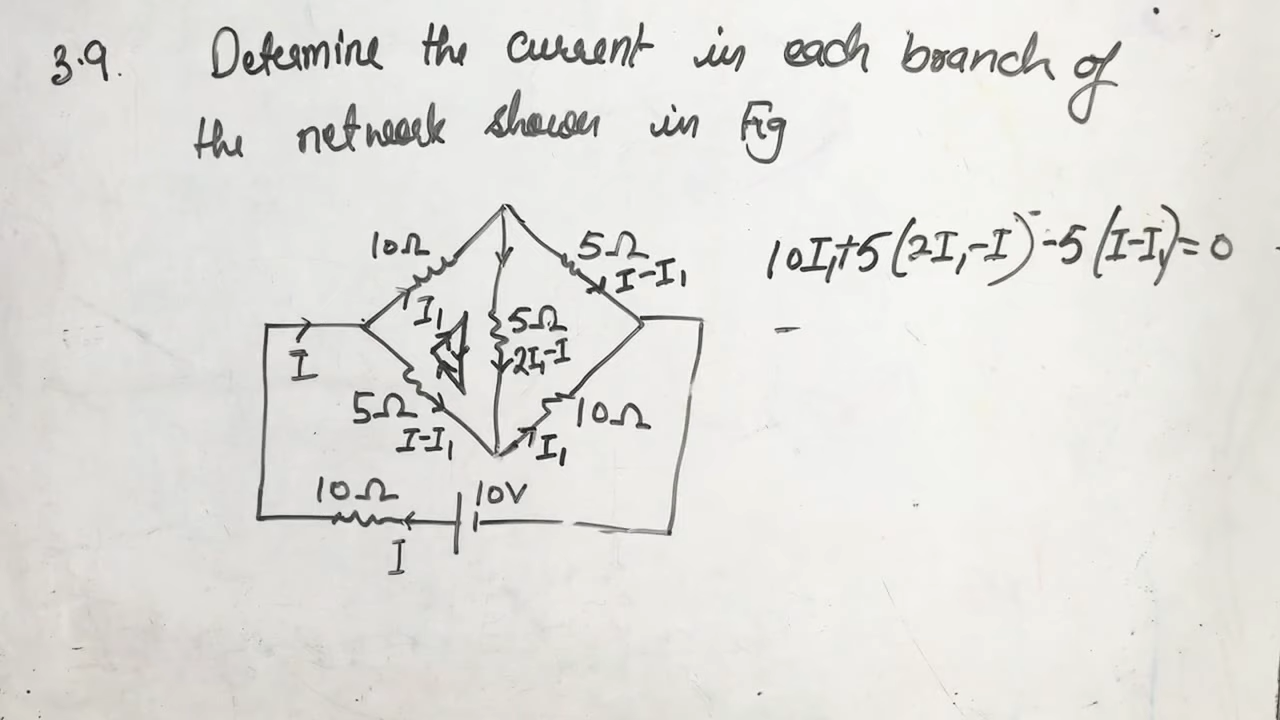 3.9. Determine the current in each branch of
the network shown in Fig
10Ω
5Ω
I-I₁
I₁
10I₁+5(2I₁-I)-5(I-I₁)=0
5Ω
2I₁-I
I
5Ω
I-I₁
10Ω
I₁
10Ω
10V
I